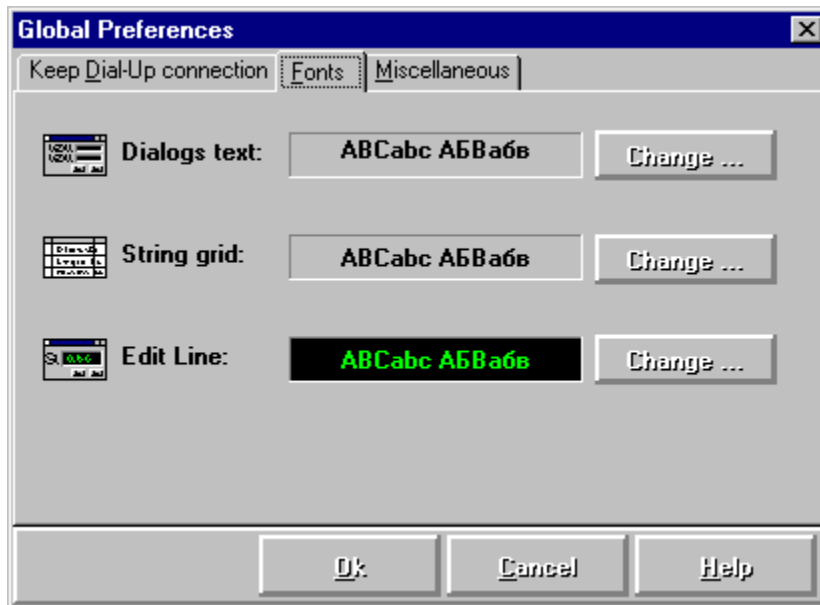 Global Preferences
Keep Dial-Up connection Fonts Miscellaneous
Dialogs text: ABCabc АБВабв Change ...
String grid: ABCabc АБВабв Change ...
Edit Line: ABCabc АБВабв Change ...
Ok Cancel Help